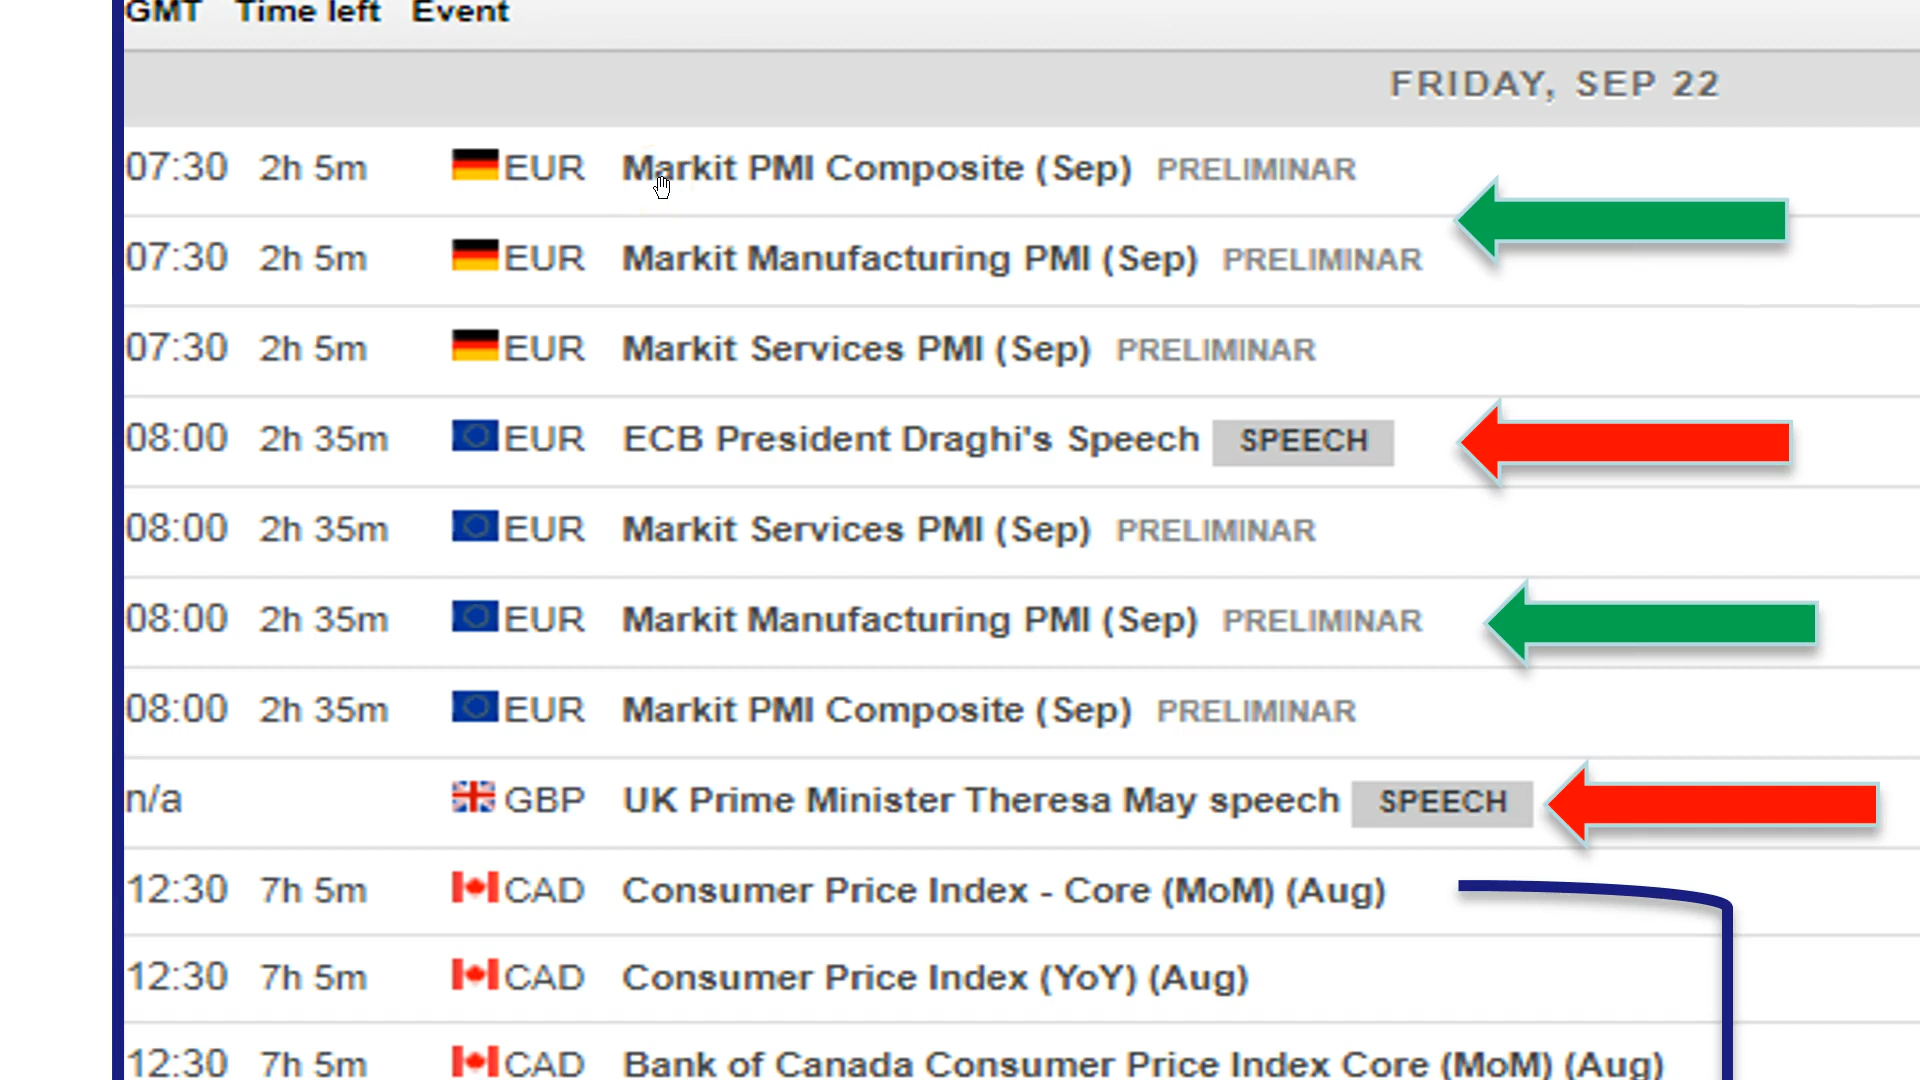 GMT Time left Event
FRIDAY, SEP 22
07:30 2h 5m EUR Markit PMI Composite (Sep) PRELIMINAR
07:30 2h 5m EUR Markit Manufacturing PMI (Sep) PRELIMINAR
07:30 2h 5m EUR Markit Services PMI (Sep) PRELIMINAR
08:00 2h 35m EUR ECB President Draghi's Speech SPEECH
08:00 2h 35m EUR Markit Services PMI (Sep) PRELIMINAR
08:00 2h 35m EUR Markit Manufacturing PMI (Sep) PRELIMINAR
08:00 2h 35m EUR Markit PMI Composite (Sep) PRELIMINAR
n/a GBP UK Prime Minister Theresa May speech SPEECH
12:30 7h 5m CAD Consumer Price Index - Core (MoM) (Aug)
12:30 7h 5m CAD Consumer Price Index (YoY) (Aug)
12:30 7h 5m CAD Bank of Canada Consumer Price Index Core (MoM) (Aug)